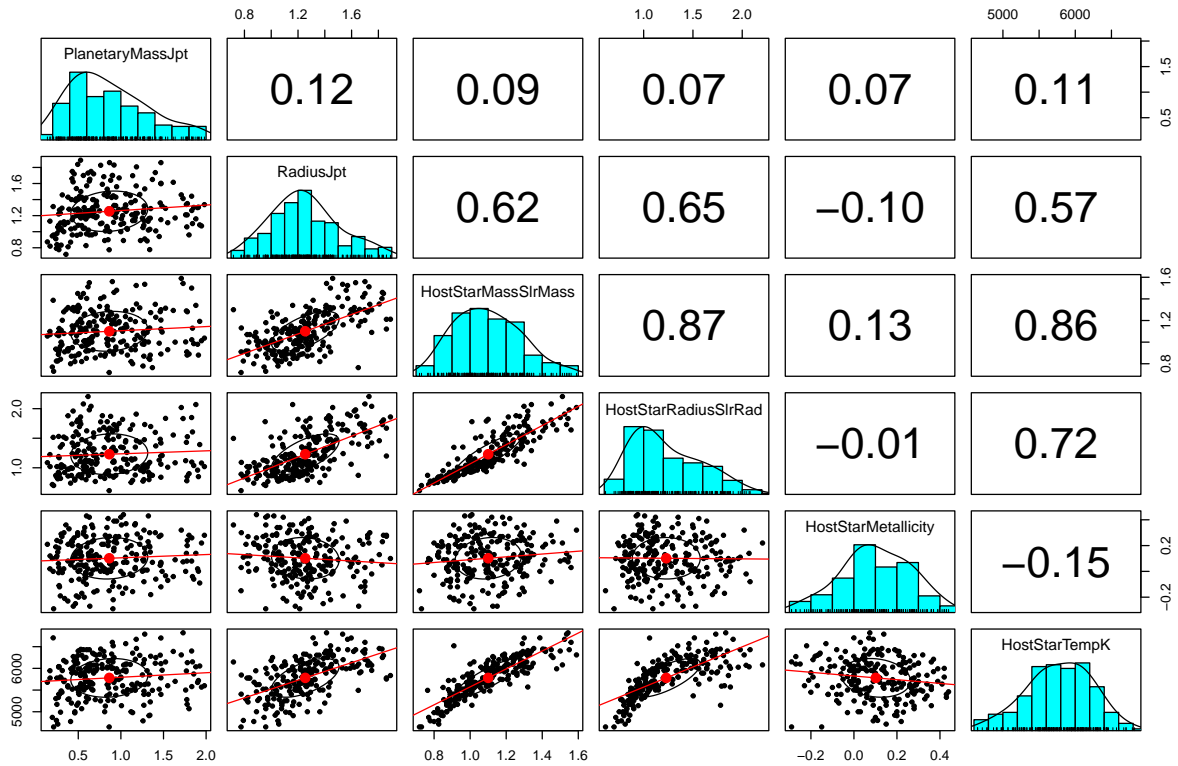 0.8 1.2 1.6 1.0 1.5 2.0 5000 6000
PlanetaryMassJpt
0.12
0.09
0.07
0.07
0.11
0.5 1.5
0.8 1.2 1.6
RadiusJpt
0.62
0.65
−0.10
0.57
HostStarMassSlrMass
0.87
0.13
0.86
0.8 1.2 1.6
1.0 2.0
HostStarRadiusSlrRad
−0.01
0.72
HostStarMetallicity
−0.15
−0.2 0.2
5000 6000
HostStarTempK
0.5 1.0 1.5 2.0 0.8 1.0 1.2 1.4 1.6 −0.2 0.0 0.2 0.4